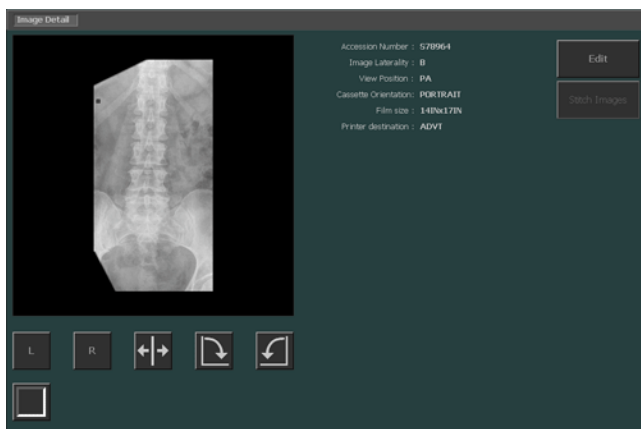 Image Detail
Accession Number : 578964
Image Laterality : B
View Position : PA
Cassette Orientation: PORTRAIT
Film size : 14INx17IN
Printer destination : ADVT
Edit
Stitch Images
L
R